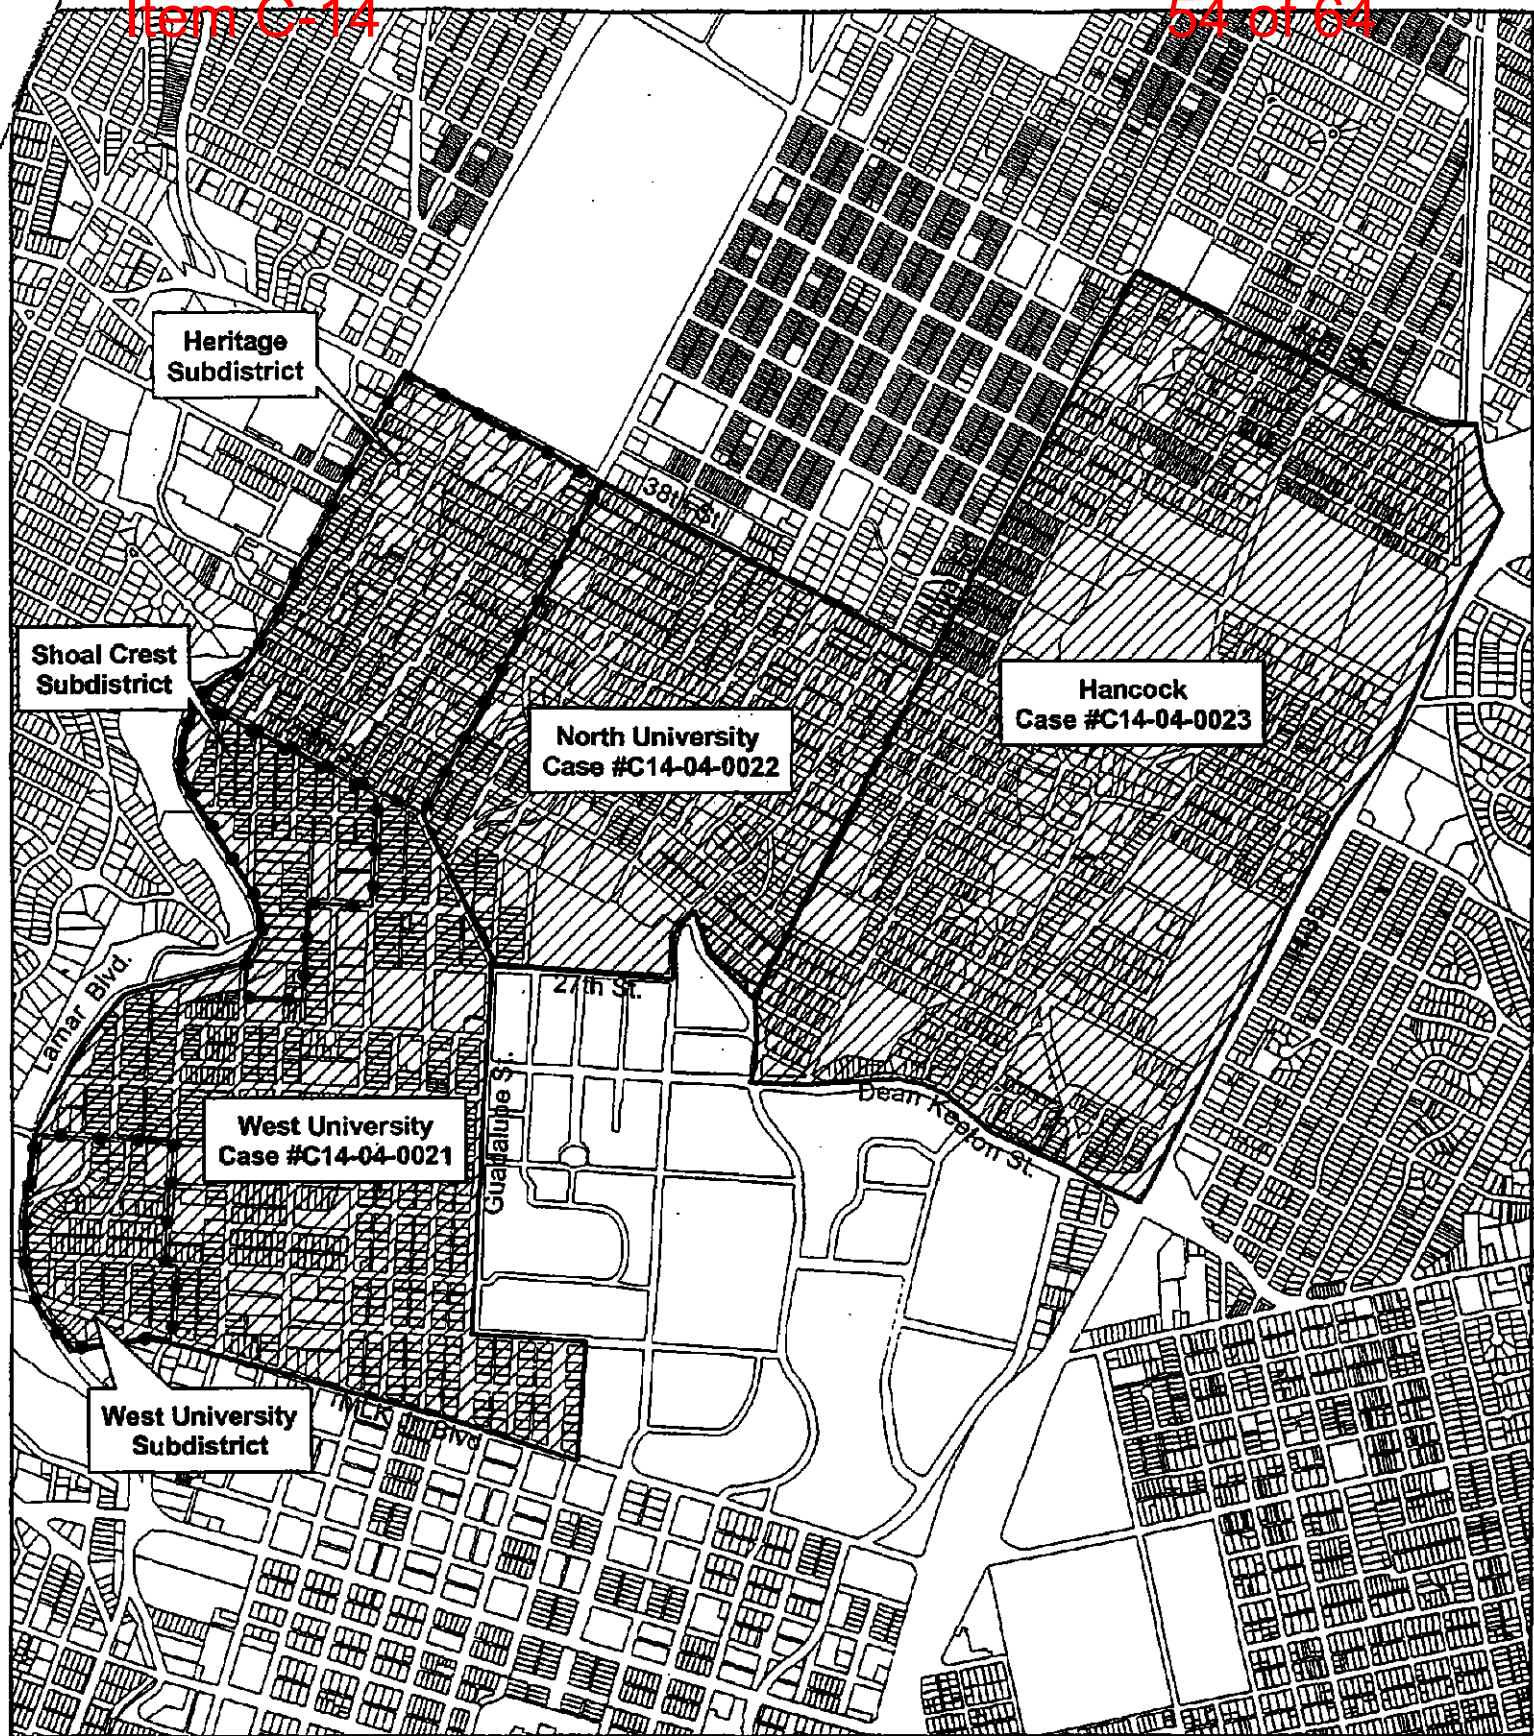 Item C-14
54 of 64
Heritage
Subdistrict
38th St
Shoal Crest
Subdistrict
Hancock
Case #C14-04-0023
North University
Case #C14-04-0022
Lamar Blvd.
27th St.
Dean Keeton St.
West University
Case #C14-04-0021
Guadalupe St.
West University
Subdistrict
MLK
Blvd